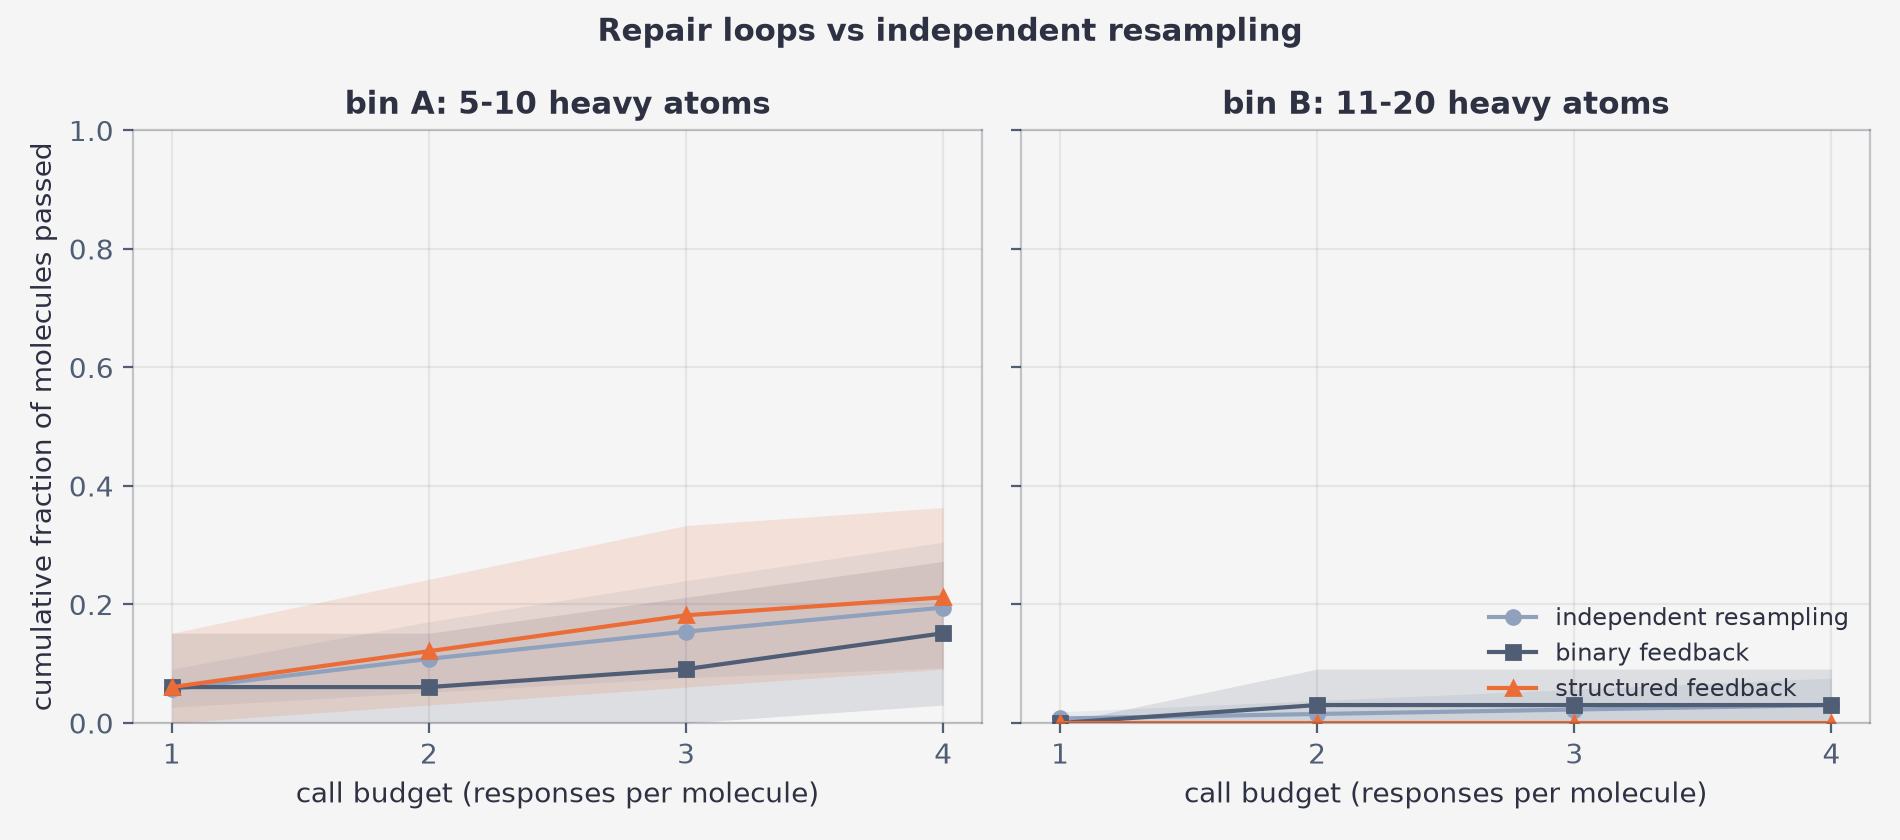 Repair loops vs independent resampling
bin A: 5-10 heavy atoms
cumulative fraction of molecules passed
1.0
0.8
0.6
0.4
0.2
0.0
1
2
3
4
call budget (responses per molecule)
bin B: 11-20 heavy atoms
independent resampling
binary feedback
structured feedback
1
2
3
4
call budget (responses per molecule)